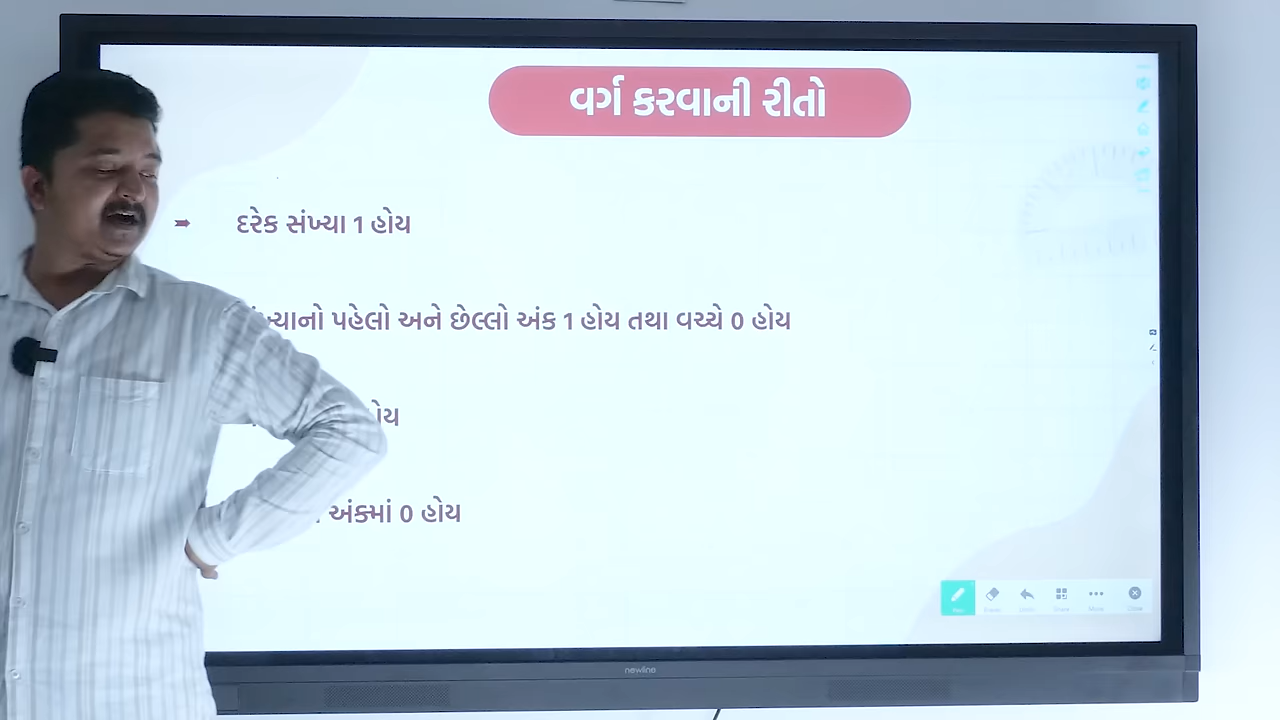 વર્ગ કરવાની રીતો
➡ દરેક સંખ્યા 1 હોય
પહેલો અને છેલ્લો અંક 1 હોય તથા વચ્ચે 0 હોય
અંકમાં 0 હોય
newline